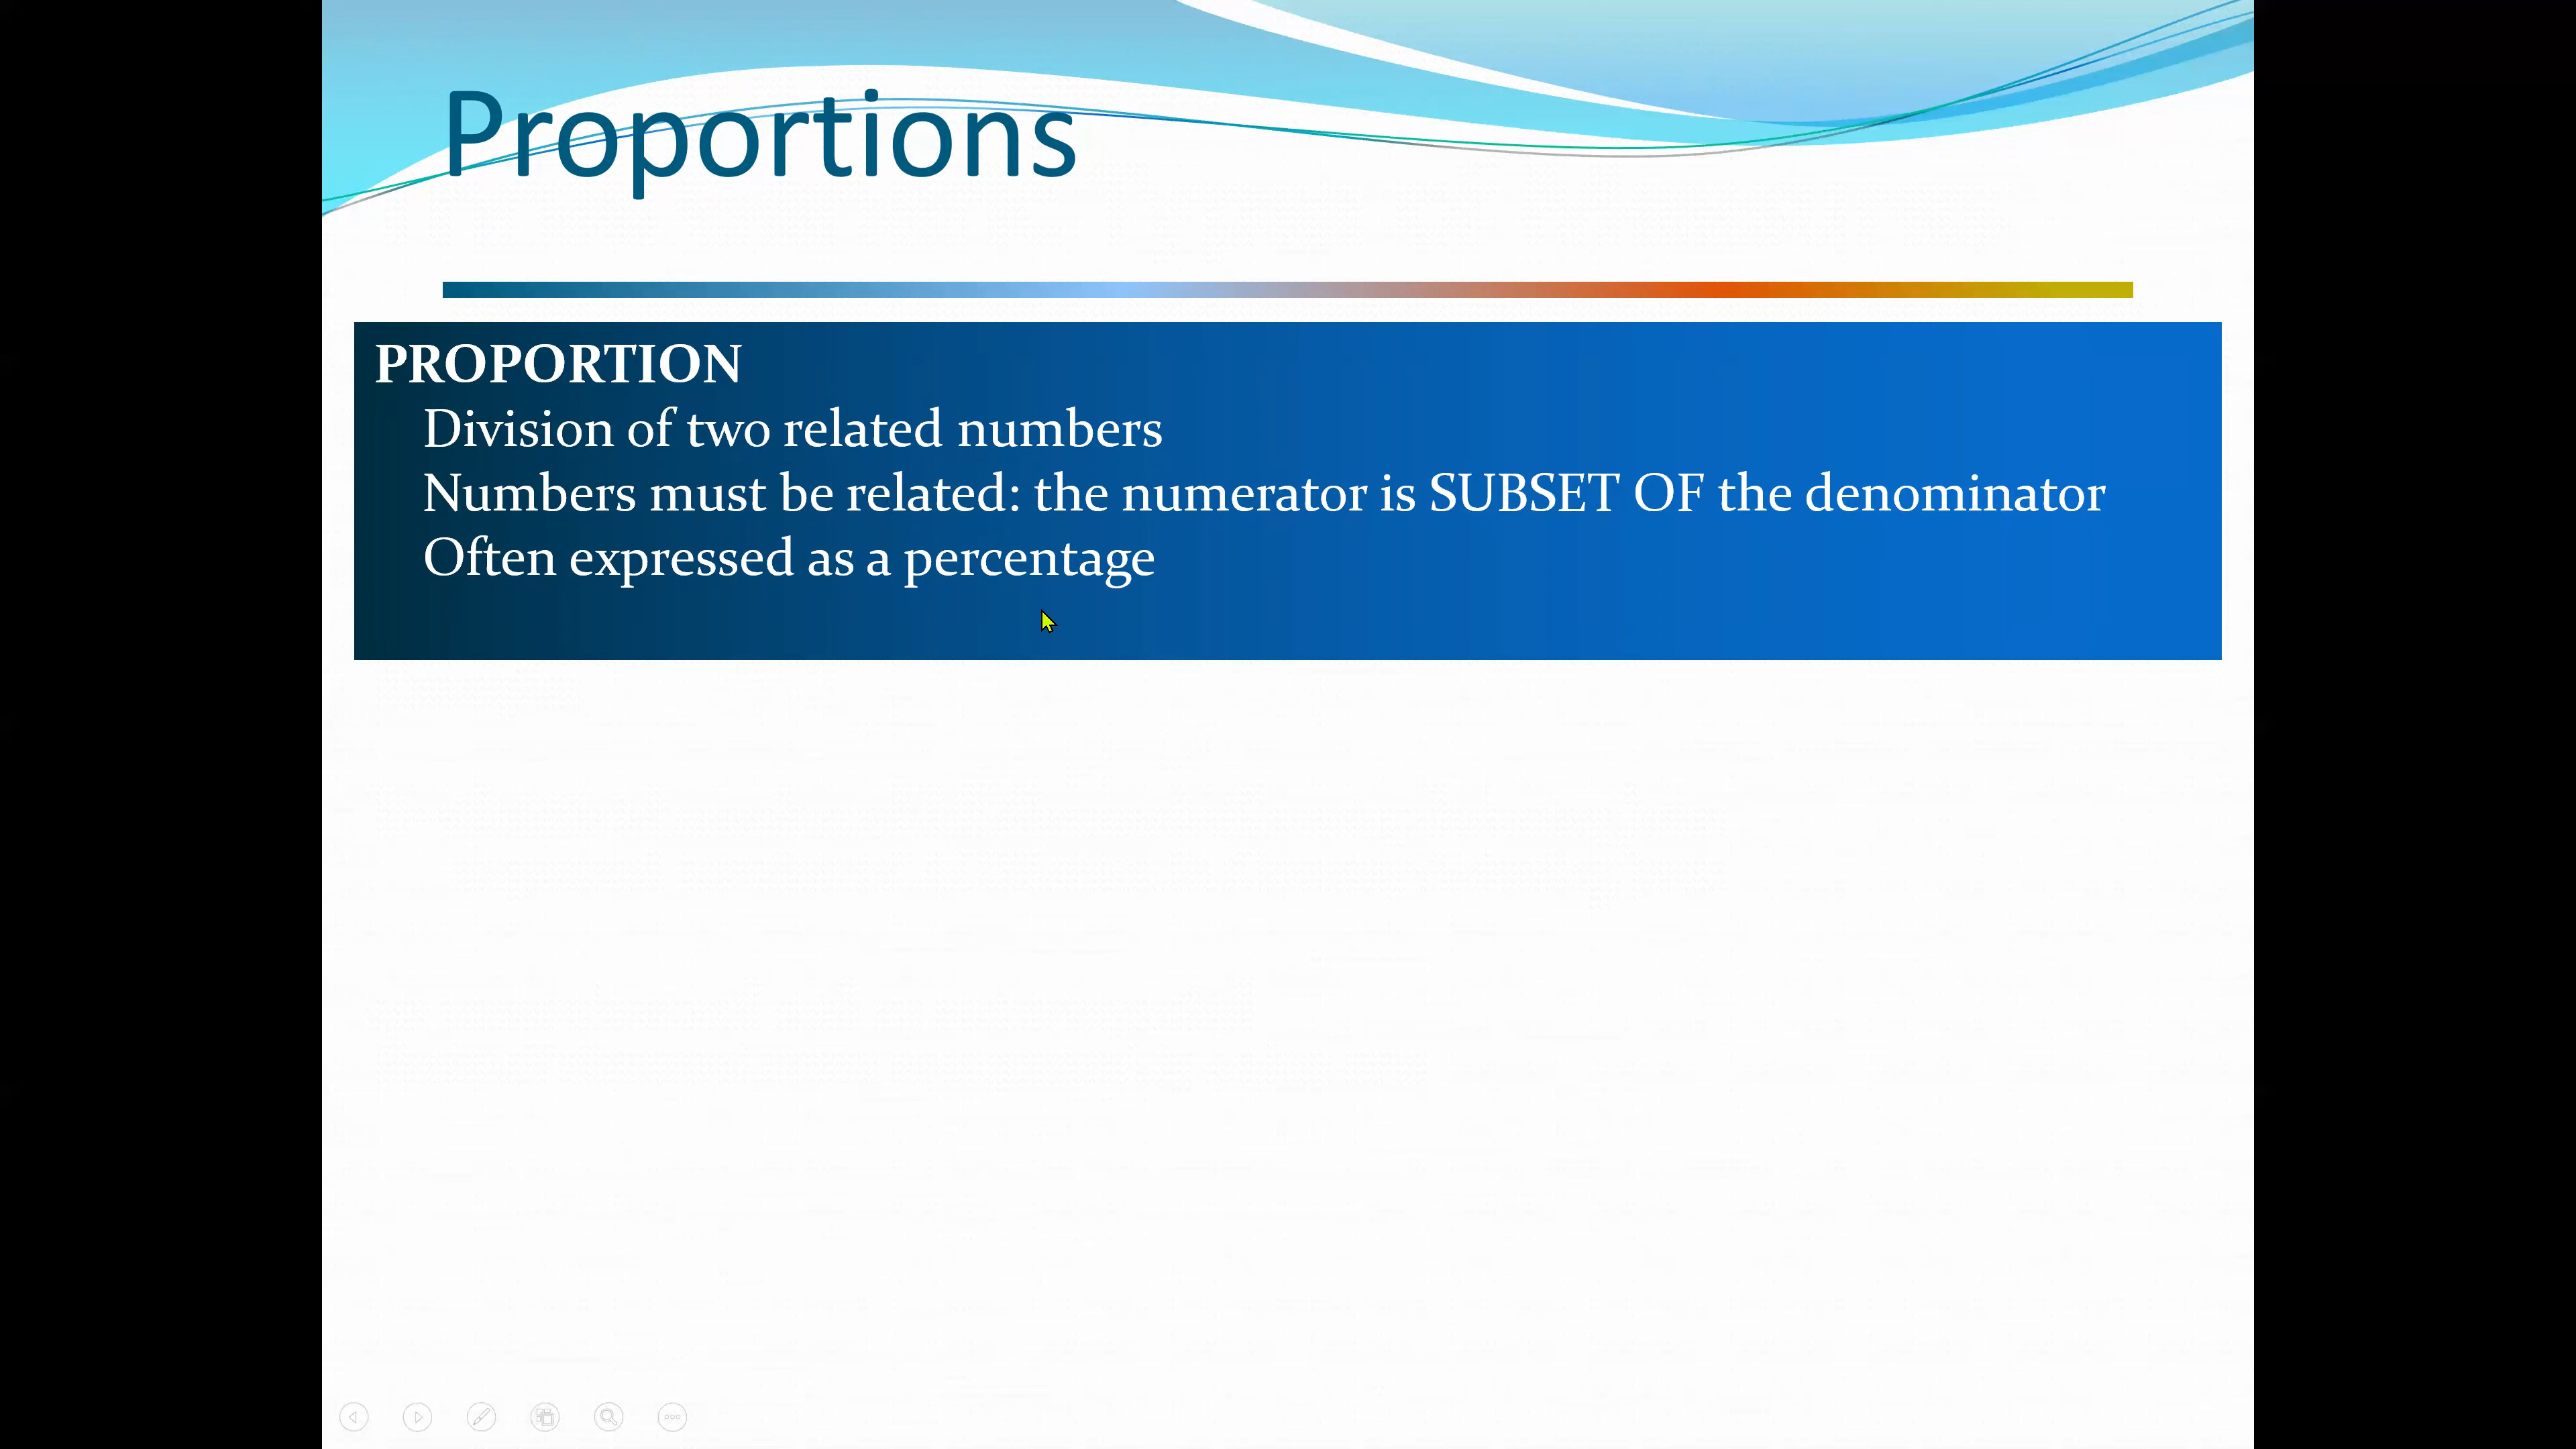 Proportions
PROPORTION
Division of two related numbers
Numbers must be related: the numerator is SUBSET OF the denominator
Often expressed as a percentage